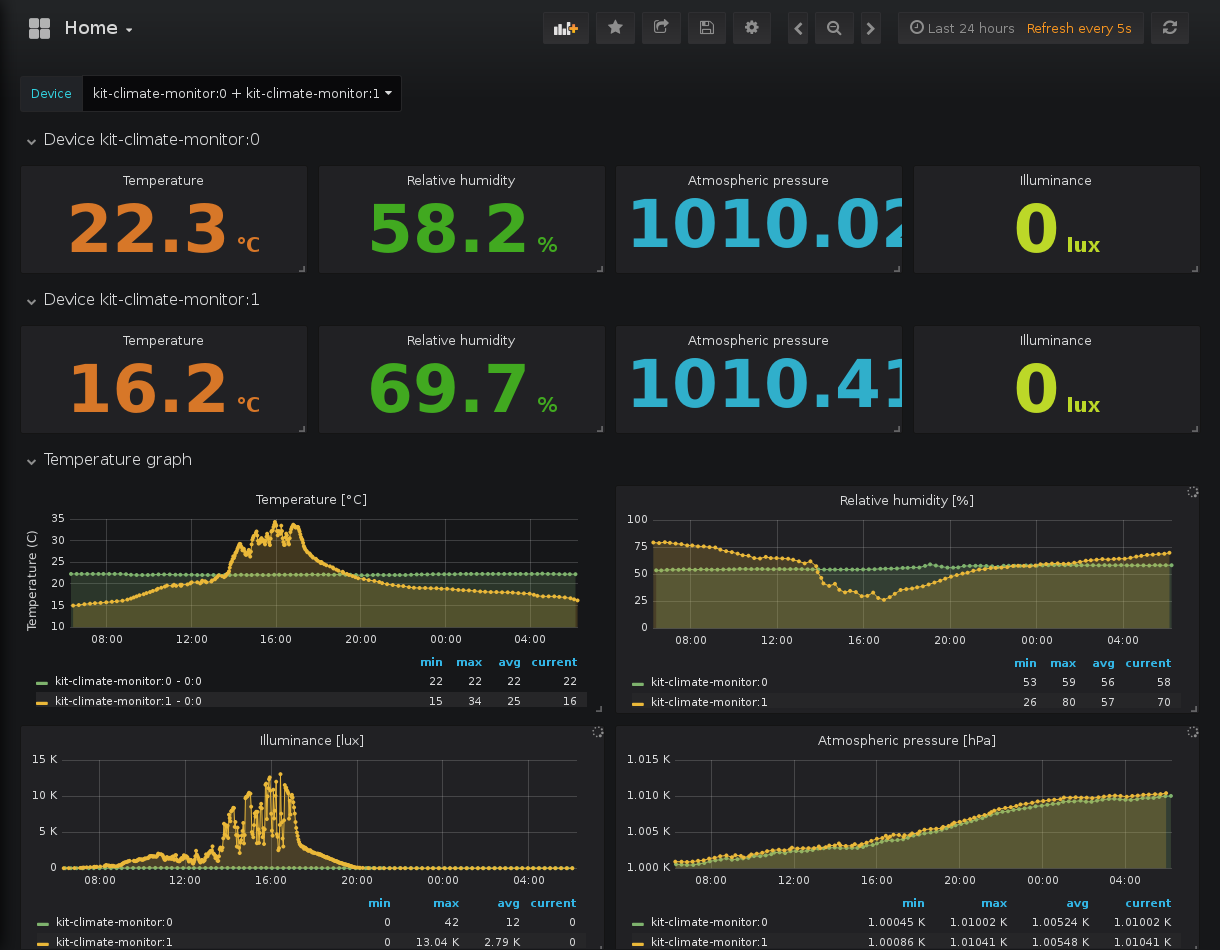 Home
Last 24 hours Refresh every 5s
Device kit-climate-monitor:0 + kit-climate-monitor:1
Device kit-climate-monitor:0
Temperature Relative humidity Atmospheric pressure Illuminance
22.3 °C 58.2 % 1010.02 0 lux
Device kit-climate-monitor:1
Temperature Relative humidity Atmospheric pressure Illuminance
16.2 °C 69.7 % 1010.41 0 lux
Temperature graph
Temperature [°C]
Temperature (C)
35
30
25
20
15
10
08:00 12:00 16:00 20:00 00:00 04:00
min max avg current
kit-climate-monitor:0 - 0:0 22 22 22 22
kit-climate-monitor:1 - 0:0 15 34 25 16
Relative humidity [%]
100
75
50
25
0
08:00 12:00 16:00 20:00 00:00 04:00
min max avg current
kit-climate-monitor:0 53 59 56 58
kit-climate-monitor:1 26 80 57 70
Illuminance [lux]
15 K
10 K
5 K
0
08:00 12:00 16:00 20:00 00:00 04:00
min max avg current
kit-climate-monitor:0 0 42 12 0
kit-climate-monitor:1 0 13.04 K 2.79 K 0
Atmospheric pressure [hPa]
1.015 K
1.010 K
1.005 K
1.000 K
08:00 12:00 16:00 20:00 00:00 04:00
min max avg current
kit-climate-monitor:0 1.00045 K 1.01002 K 1.00524 K 1.01002 K
kit-climate-monitor:1 1.00086 K 1.01041 K 1.00548 K 1.01041 K